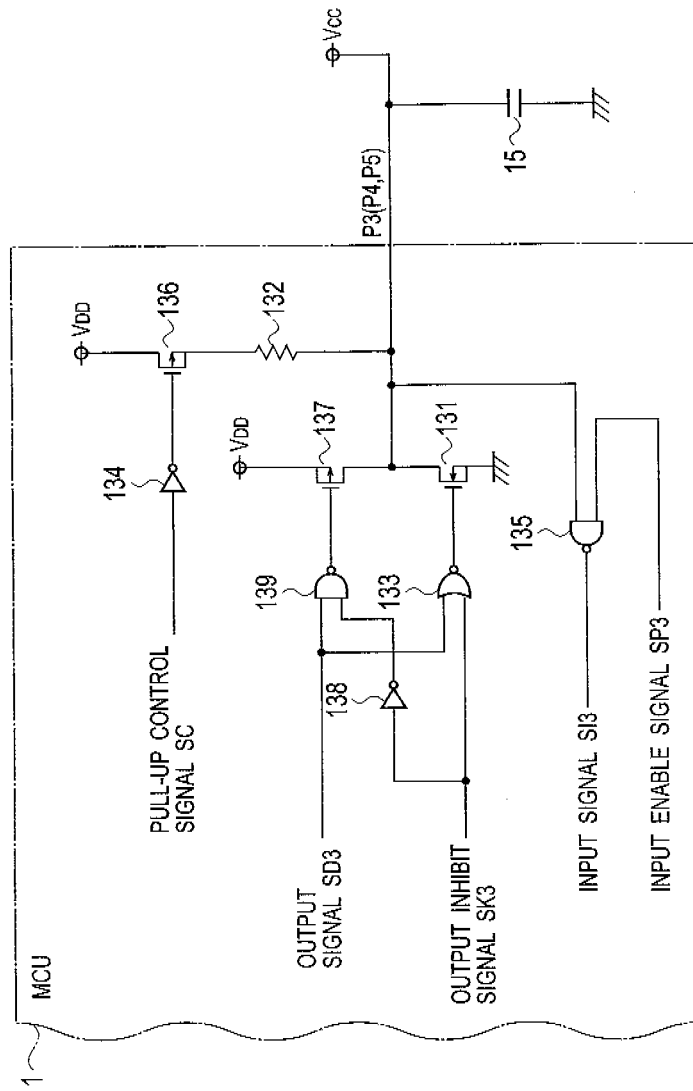 1
MCU
PULL-UP CONTROL
SIGNAL SC
134
VDD
136
132
OUTPUT
SIGNAL SD3
139
VDD
137
138
133
131
OUTPUT INHIBIT
SIGNAL SK3
P3(P4,P5)
VCC
15
135
INPUT SIGNAL SI3
INPUT ENABLE SIGNAL SP3